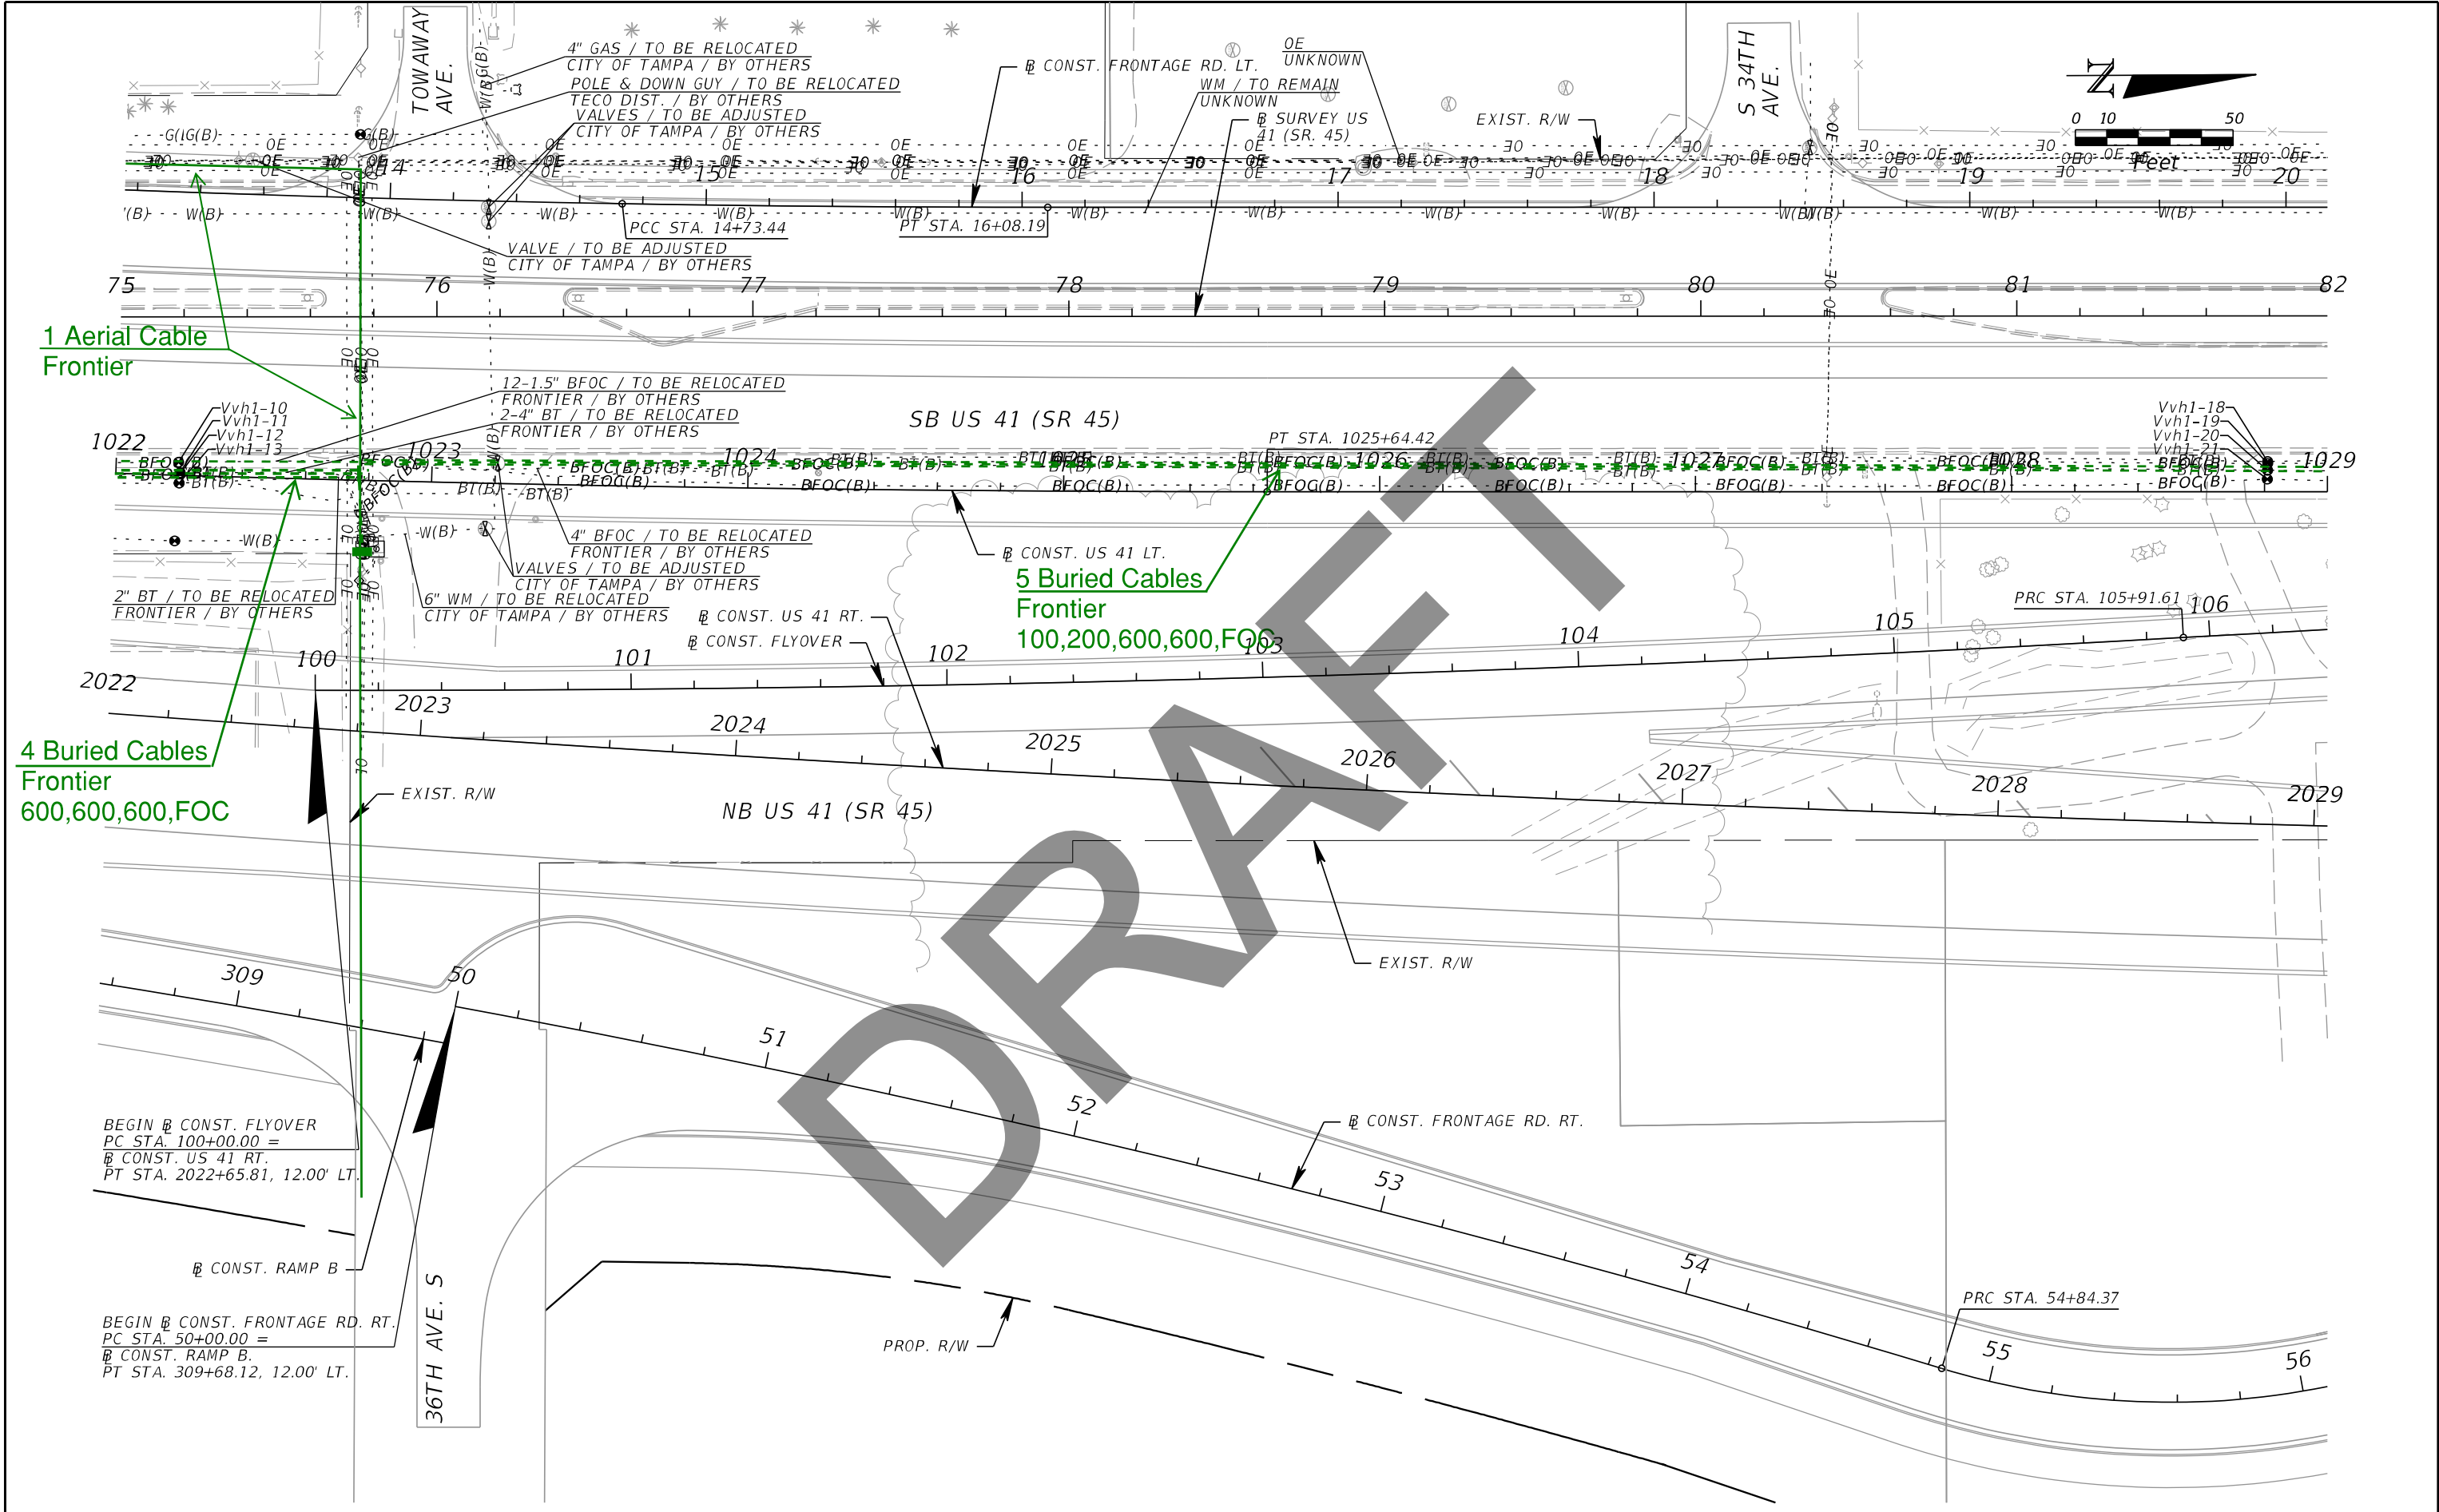 TOWAWAY
AVE.
4" GAS / TO BE RELOCATED
CITY OF TAMPA / BY OTHERS
POLE & DOWN GUY / TO BE RELOCATED
TECO DIST. / BY OTHERS
VALVES / TO BE ADJUSTED
CITY OF TAMPA / BY OTHERS
℄ CONST. FRONTAGE RD. LT.
OE
UNKNOWN
WM / TO REMAIN
UNKNOWN
℄ SURVEY US
41 (SR. 45)
EXIST. R/W
S 34TH
AVE.
N
0 10 50
Feet
14 15 16 17 18 19 20
PCC STA. 14+73.44
PT STA. 16+08.19
VALVE / TO BE ADJUSTED
CITY OF TAMPA / BY OTHERS
75 76 77 78 79 80 81 82
1 Aerial Cable
Frontier
12-1.5" BFOC / TO BE RELOCATED
FRONTIER / BY OTHERS
2-4" BT / TO BE RELOCATED
FRONTIER / BY OTHERS
SB US 41 (SR 45)
Vvh1-10
Vvh1-11
Vvh1-12
Vvh1-13
Vvh1-18
Vvh1-19
Vvh1-20
Vvh1-21
PT STA. 1025+64.42
1022 1023 1024 1025 1026 1027 1028 1029
4" BFOC / TO BE RELOCATED
FRONTIER / BY OTHERS
VALVES / TO BE ADJUSTED
CITY OF TAMPA / BY OTHERS
℄ CONST. US 41 LT.
5 Buried Cables
Frontier
100,200,600,600,FOC
2" BT / TO BE RELOCATED
FRONTIER / BY OTHERS
6" WM / TO BE RELOCATED
CITY OF TAMPA / BY OTHERS
℄ CONST. US 41 RT.
℄ CONST. FLYOVER
PRC STA. 105+91.61
100 101 102 103 104 105 106
2022 2023 2024 2025 2026 2027 2028 2029
4 Buried Cables
Frontier
600,600,600,FOC
EXIST. R/W
NB US 41 (SR 45)
DRAFT
EXIST. R/W
309
50 51 52 53 54 55 56
℄ CONST. FRONTAGE RD. RT.
BEGIN ℄ CONST. FLYOVER
PC STA. 100+00.00 =
℄ CONST. US 41 RT.
PT STA. 2022+65.81, 12.00' LT.
℄ CONST. RAMP B
BEGIN ℄ CONST. FRONTAGE RD. RT.
PC STA. 50+00.00 =
℄ CONST. RAMP B.
PT STA. 309+68.12, 12.00' LT.
36TH AVE. S
PROP. R/W
PRC STA. 54+84.37